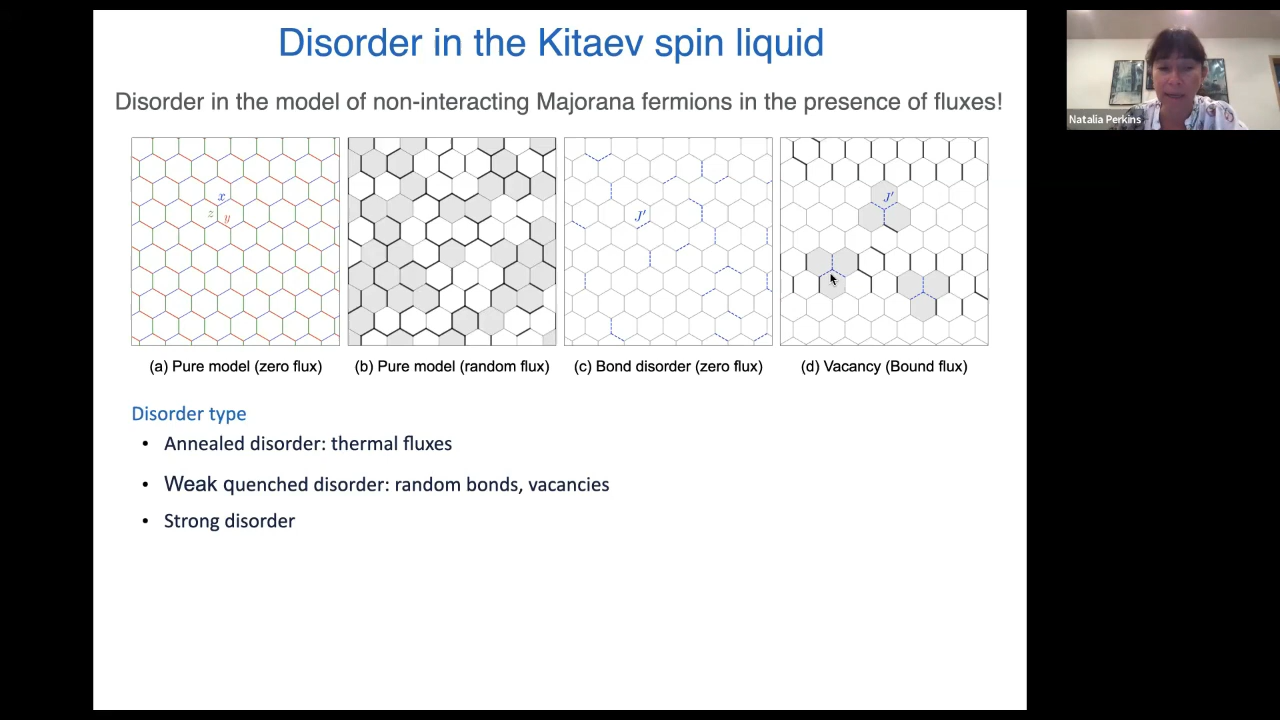 Disorder in the Kitaev spin liquid
Disorder in the model of non-interacting Majorana fermions in the presence of fluxes!
Natalia Perkins
x
z
y
J'
J'
(a) Pure model (zero flux)
(b) Pure model (random flux)
(c) Bond disorder (zero flux)
(d) Vacancy (Bound flux)
Disorder type
• Annealed disorder: thermal fluxes
• Weak quenched disorder: random bonds, vacancies
• Strong disorder